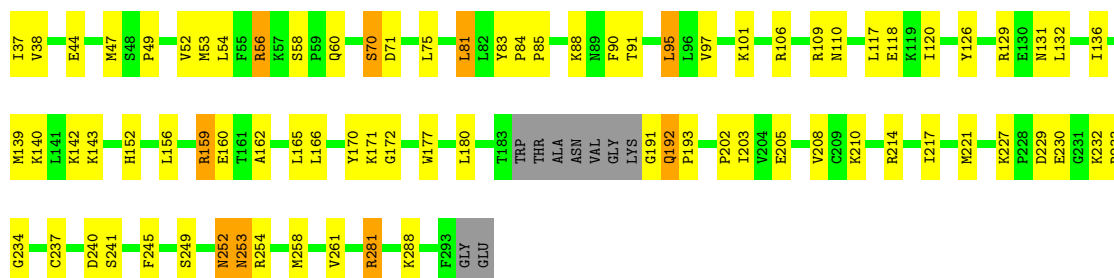 I37 V38 E44 M47 S48 P49 V52 M53 L54 F55 R56 K57 S58 P59 Q60 S70 D71 L75 L81 L82 Y83 P84 P85 K88 N89 F90 T91 L95 L96 V97 K101 R106 R109 N110 L117 E118 K119 I120 Y126 R129 E130 N131 L132 I136
M139 K140 L141 K142 K143 H152 L156 R159 E160 T161 A162 L165 L166 Y170 K171 G172 W177 L180 T183 TRP THR ALA ASN VAL GLY LYS G191 Q192 P193 P202 I203 V204 E205 V208 C209 K210 R214 I217 M221 K227 P228 D229 E230 G231 K232
G234 C237 D240 S241 F245 S249 N252 N253 R254 M258 V261 R281 K288 F293 GLY GLU